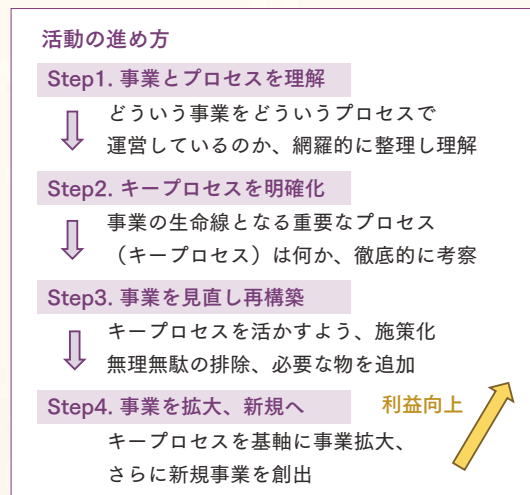 活動の進め方
Step1. 事業とプロセスを理解
どういう事業をどういうプロセスで
運営しているのか、網羅的に整理し理解
Step2. キープロセスを明確化
事業の生命線となる重要なプロセス
（キープロセス）は何か、徹底的に考察
Step3. 事業を見直し再構築
キープロセスを活かすよう、施策化
無理無駄の排除、必要な物を追加
Step4. 事業を拡大、新規へ
利益向上
キープロセスを基軸に事業拡大、
さらに新規事業を創出